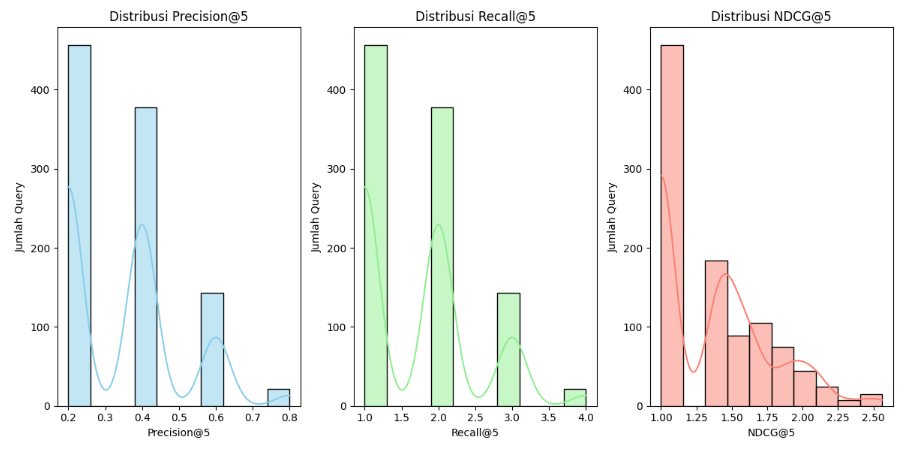 Distribusi Precision@5
Distribusi Recall@5
Distribusi NDCG@5
Jumlah Query
400
300
200
100
0
0.2 0.3 0.4 0.5 0.6 0.7 0.8
Precision@5
Jumlah Query
400
300
200
100
0
1.0 1.5 2.0 2.5 3.0 3.5 4.0
Recall@5
Jumlah Query
400
300
200
100
0
1.00 1.25 1.50 1.75 2.00 2.25 2.50
NDCG@5